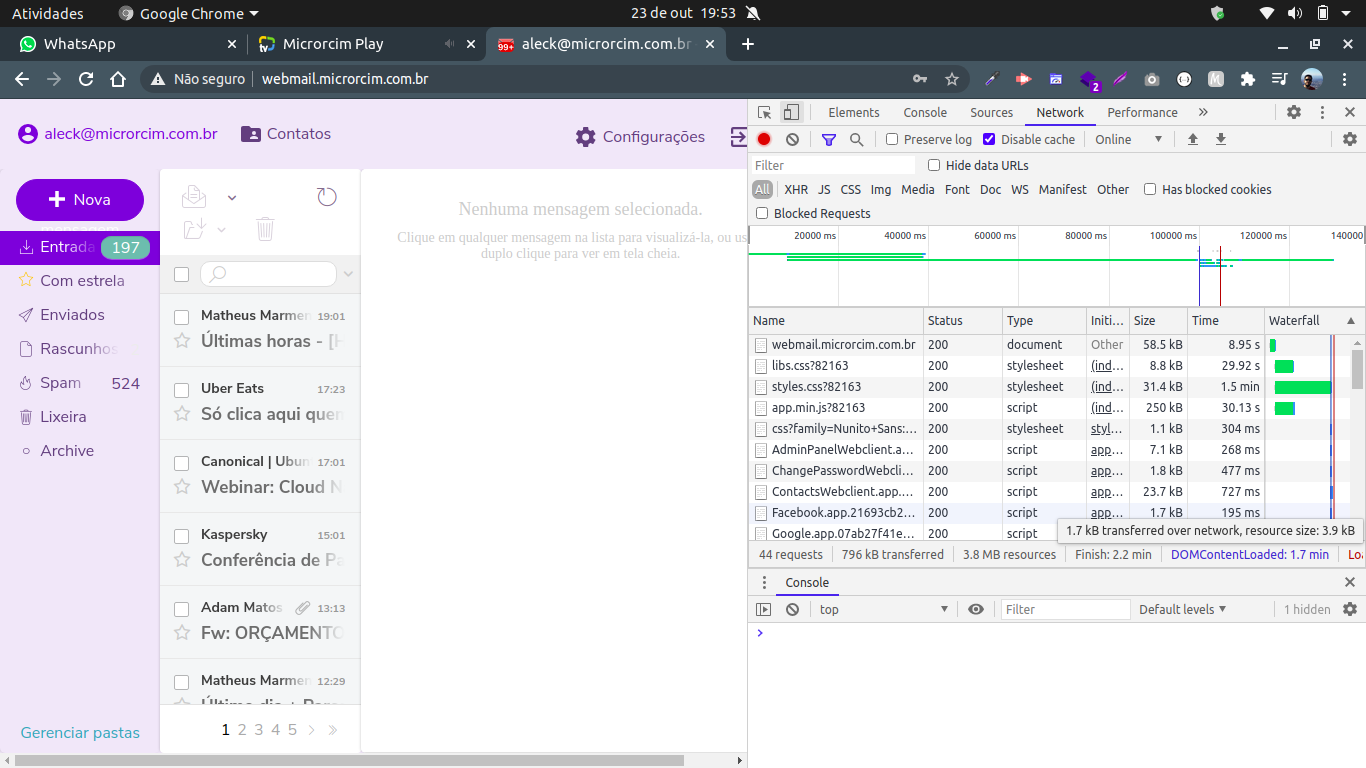 Atividades
Google Chrome
23 de out 19:53
WhatsApp
Microrcim Play
99+
aleck@microrcim.com.br
Não seguro
webmail.microrcim.com.br
2
aleck@microrcim.com.br
Contatos
Configurações
Nova
mensagem
Entrada
197
Com estrela
Enviados
Rascunhos
Spam
524
Lixeira
Archive
Gerenciar pastas
Matheus Marmen
19:01
Últimas horas - [H
Uber Eats
17:23
Só clica aqui quem
Canonical | Ubun
17:01
Webinar: Cloud N
Kaspersky
15:01
Conferência de Pa
Adam Matos
13:13
Fw: ORÇAMENTO
Matheus Marmen
12:29
1 2 3 4 5
Nenhuma mensagem selecionada.
Clique em qualquer mensagem na lista para visualizá-la, ou us
duplo clique para ver em tela cheia.
Elements
Console
Sources
Network
Performance
Preserve log
Disable cache
Online
Filter
Hide data URLs
All
XHR
JS
CSS
Img
Media
Font
Doc
WS
Manifest
Other
Has blocked cookies
Blocked Requests
20000 ms
40000 ms
60000 ms
80000 ms
100000 ms
120000 ms
140000
Name Status Type Initi... Size Time Waterfall
webmail.microrcim.com.br 200 document Other 58.5 kB 8.95 s
libs.css?82163 200 stylesheet (ind... 8.8 kB 29.92 s
styles.css?82163 200 stylesheet (ind... 31.4 kB 1.5 min
app.min.js?82163 200 script (ind... 250 kB 30.13 s
css?family=Nunito+Sans:... 200 stylesheet styl... 1.1 kB 304 ms
AdminPanelWebclient.a... 200 script app... 7.1 kB 268 ms
ChangePasswordWebcli... 200 script app... 1.8 kB 477 ms
ContactsWebclient.app.... 200 script app... 23.7 kB 727 ms
Facebook.app.21693cb2... 200 script app... 1.7 kB 195 ms
Google.app.07ab27f41e... 200 script
1.7 kB transferred over network, resource size: 3.9 kB
44 requests
796 kB transferred
3.8 MB resources
Finish: 2.2 min
DOMContentLoaded: 1.7 min
Lo
Console
top
Filter
Default levels
1 hidden